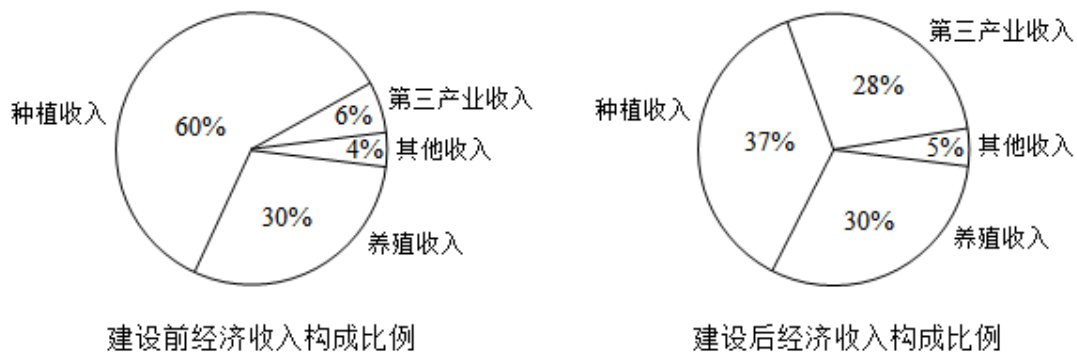 种植收入
60%
第三产业收入
6%
4%
其他收入
30%
养殖收入
建设前经济收入构成比例
第三产业收入
28%
种植收入
37%
5%
其他收入
30%
养殖收入
建设后经济收入构成比例